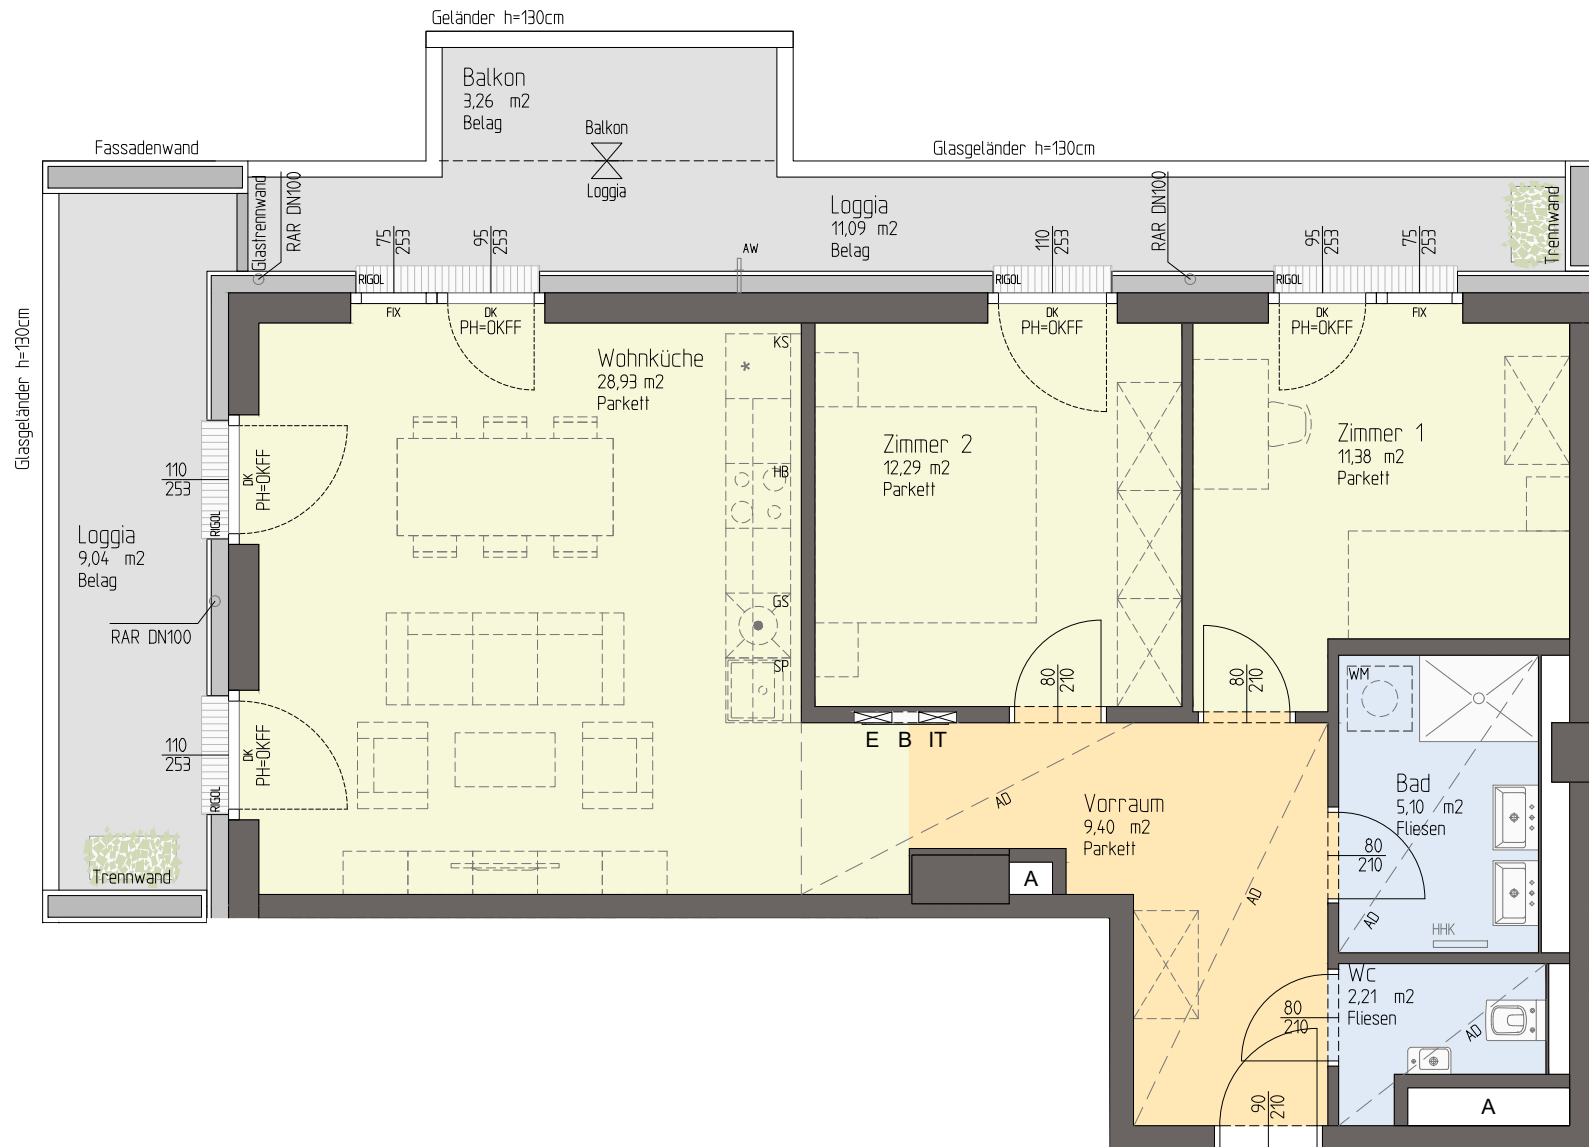 Geländer h=130cm
Balkon
3,26 m2
Belag
Balkon
Loggia
Fassadenwand
Glasgeländer h=130cm
Glastrennwand
RAR DN100
75
253
95
253
Loggia
11,09 m2
Belag
AW
110
253
RAR DN100
95
253
75
253
Trennwand
RIGOL
RIGOL
RIGOL
FIX
DK
PH=OKFF
DK
PH=OKFF
DK
PH=OKFF
FIX
Glasgeländer h=130cm
Wohnküche
28,93 m2
Parkett
KS
HB
GS
SP
Zimmer 2
12,29 m2
Parkett
Zimmer 1
11,38 m2
Parkett
110
253
DK
PH=OKFF
RIGOL
Loggia
9,04 m2
Belag
RAR DN100
110
253
DK
PH=OKFF
RIGOL
Trennwand
80
210
80
210
E B IT
WM
AD
Vorraum
9,40 m2
Parkett
Bad
5,10 m2
Fliesen
80
210
A
AD
AD
HHK
Wc
2,21 m2
Fliesen
80
210
AD
90
210
A